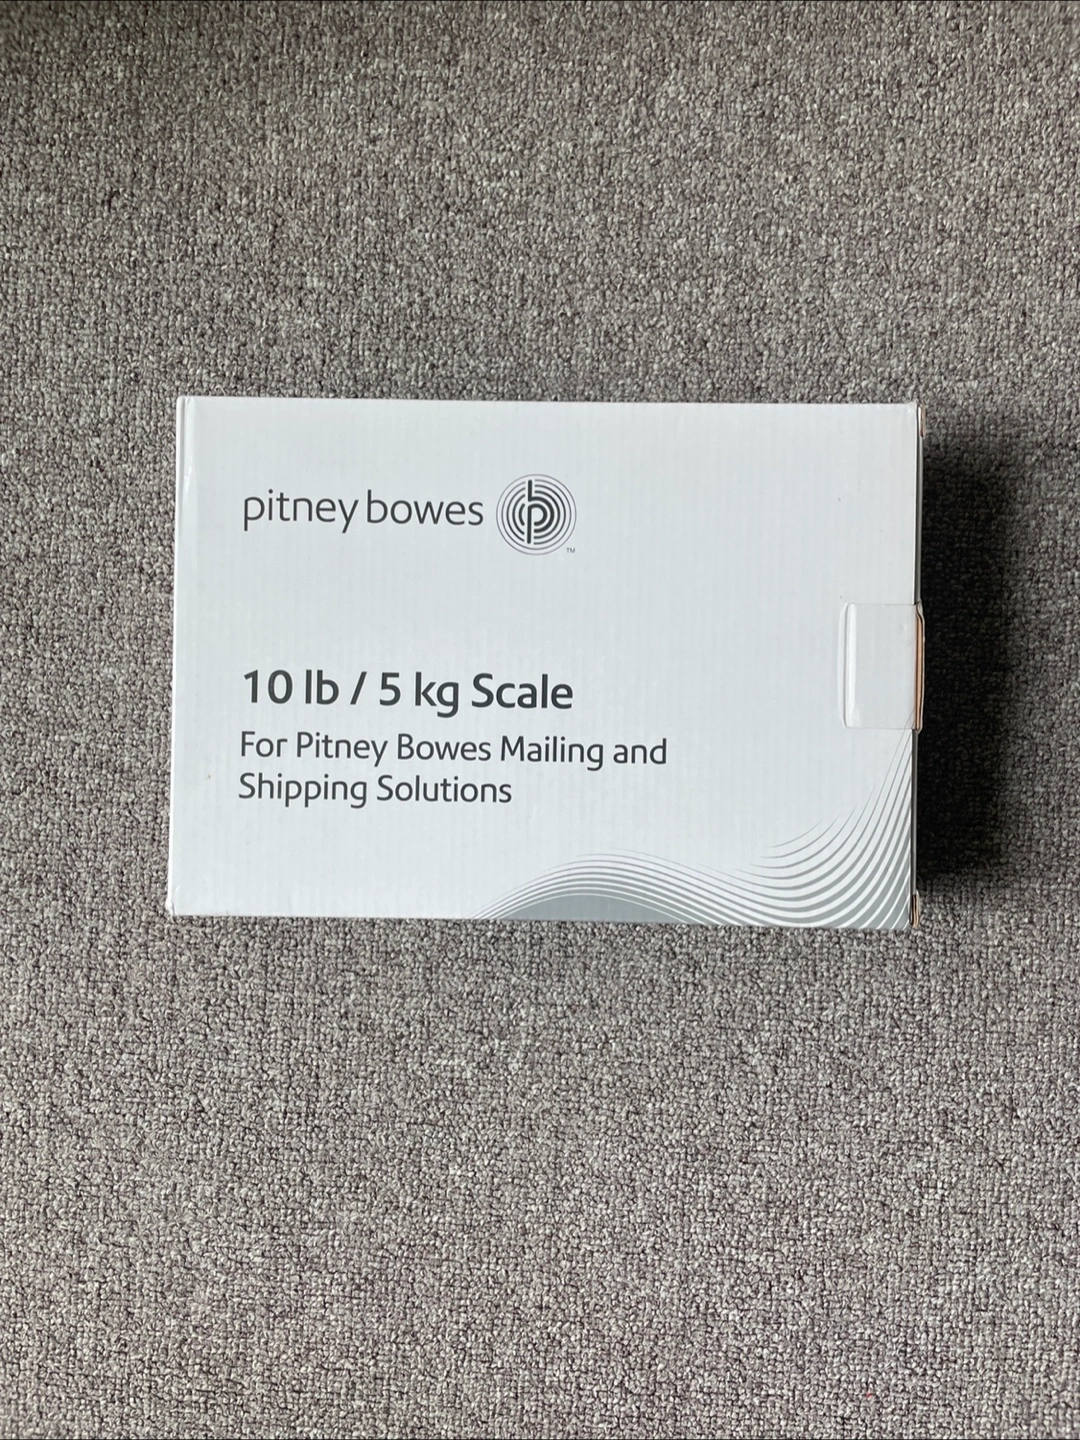 pitney bowes
TM
10 lb / 5 kg Scale
For Pitney Bowes Mailing and
Shipping Solutions